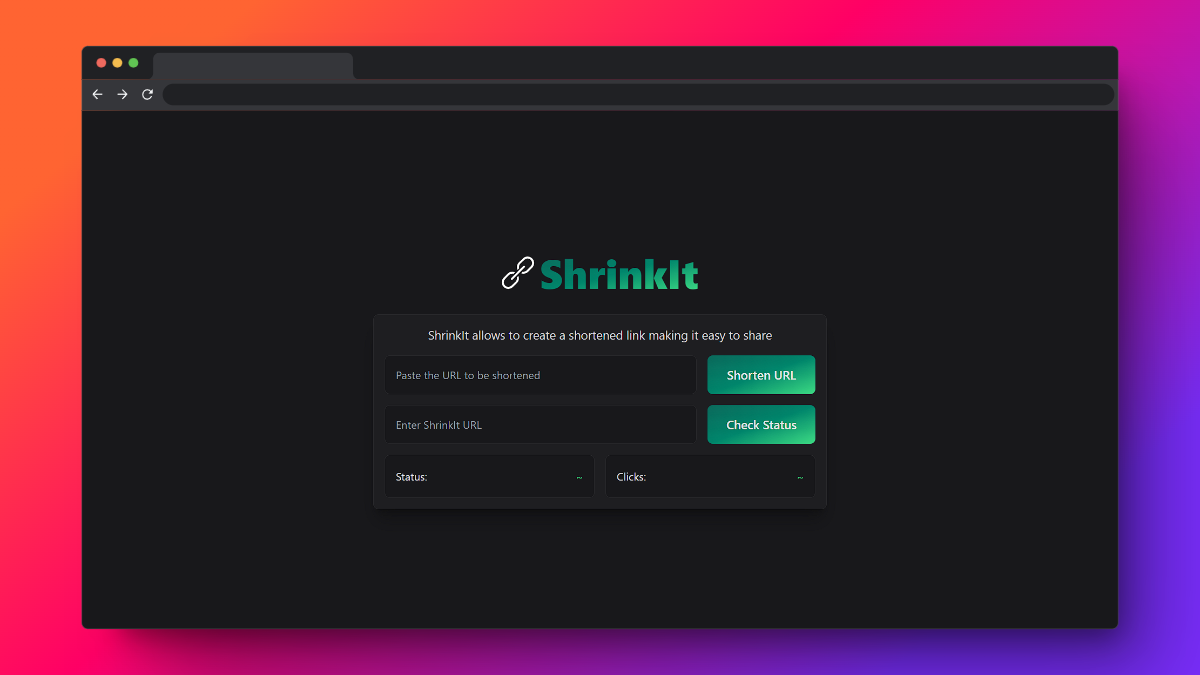 ShrinkIt
ShrinkIt allows to create a shortened link making it easy to share
Paste the URL to be shortened
Shorten URL
Enter ShrinkIt URL
Check Status
Status: ~
Clicks: ~